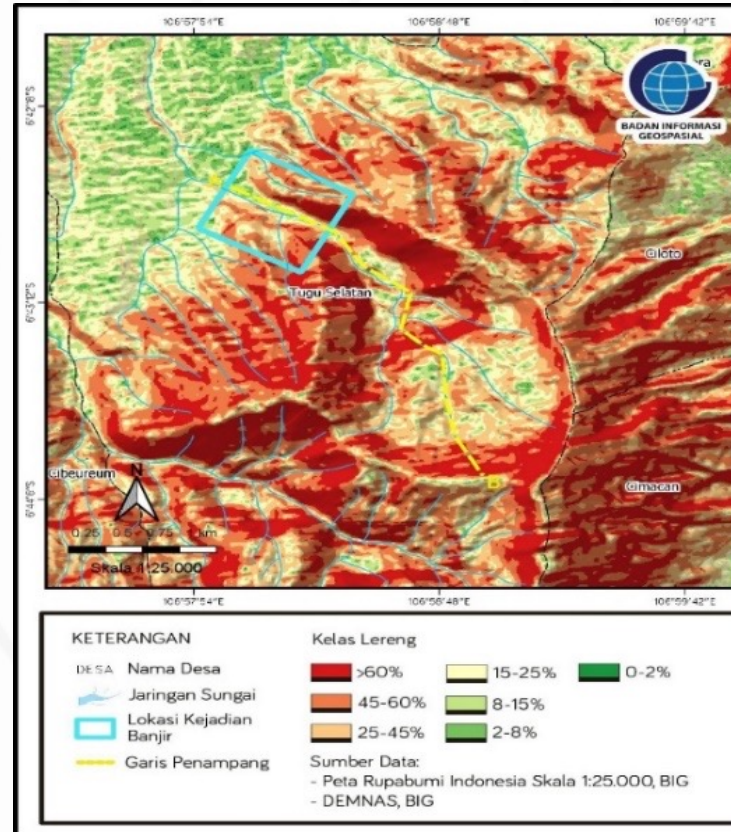 106°57'54"E 106°58'48"E 106°59'42"E
6°42'18"S
6°43'12"S
BADAN INFORMASI
GEOSPASIAL
Ciloto
Tugu Selatan
Cibeureum
Cimacan
N
0.25 0.5 0.75 1 km
Skala 1:25.000
106°57'54"E 106°58'48"E 106°59'42"E
KETERANGAN
DESA Nama Desa
Jaringan Sungai
Lokasi Kejadian
Banjir
Garis Penampang
Kelas Lereng
>60%
45-60%
25-45%
15-25%
8-15%
2-8%
0-2%
Sumber Data:
- Peta Rupabumi Indonesia Skala 1:25.000, BIG
- DEMNAS, BIG